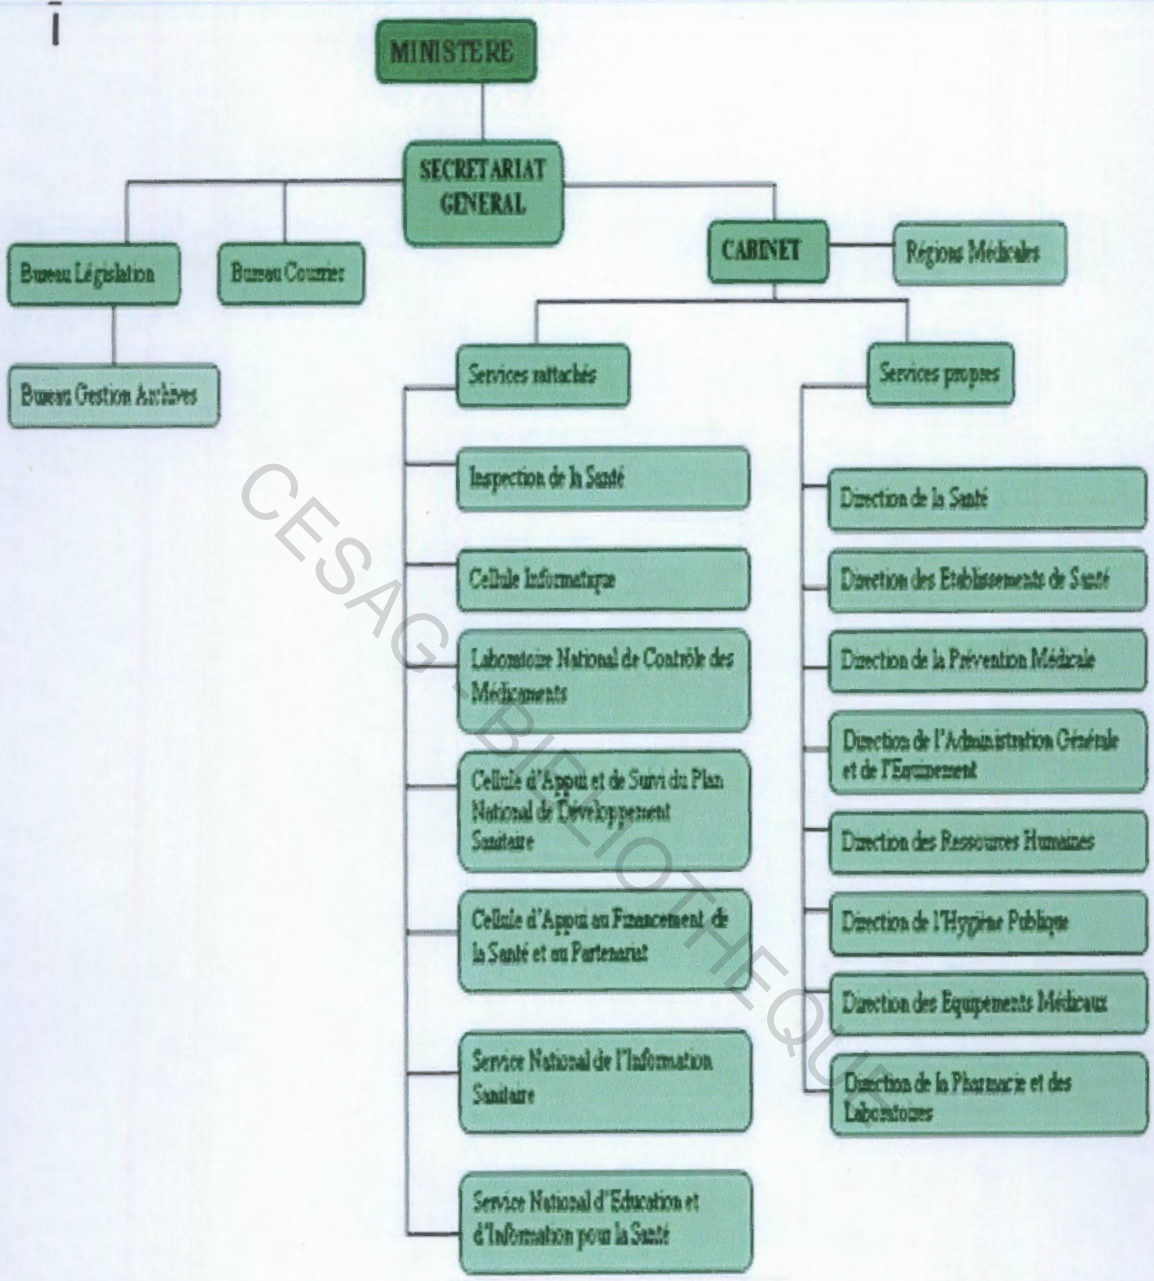 MINISTERE
SECRETARIAT
GENERAL
CABINET
Régions Médicales
Bureau Législation
Bureau Courrier
Bureau Gestion Archives
Services rattachés
Services propres
Inspection de la Santé
Cellule Informatique
Laboratoire National de Contrôle des
Médicaments
Cellule d'Appui et de Suivi du Plan
National de Développement
Sanitaire
Cellule d'Appui au Financement de
la Santé et au Partenariat
Service National de l'Information
Sanitaire
Service National d'Education et
d'Information pour la Santé
Direction de la Santé
Direction des Etablissements de Santé
Direction de la Prévention Médicale
Direction de l'Administration Générale
et de l'Equipement
Direction des Ressources Humaines
Direction de l'Hygiène Publique
Direction des Equipements Médicaux
Direction de la Pharmacie et des
Laboratoires
CESAG - BIBLIOTHEQUE